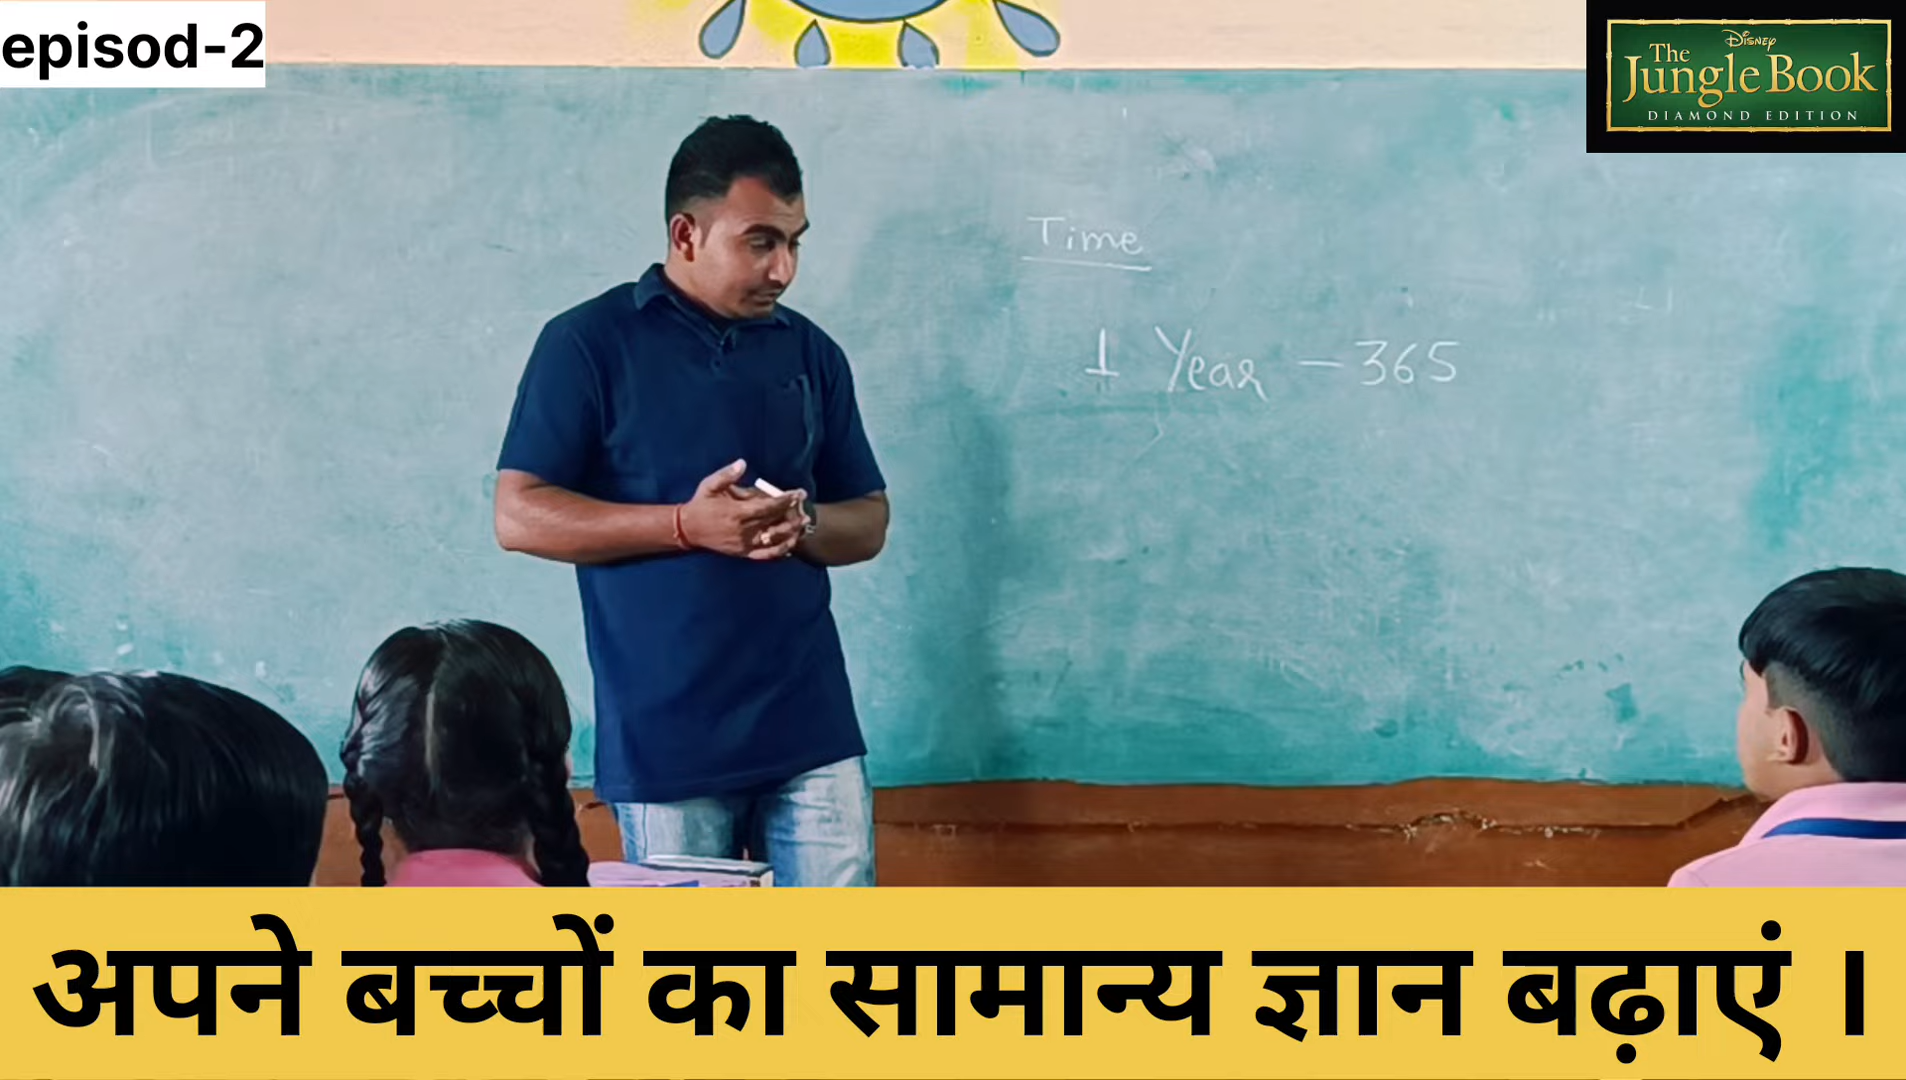 episod-2
Disney
The
Jungle Book
DIAMOND EDITION
Time
1 Year – 365
अपने बच्चों का सामान्य ज्ञान बढ़ाएं ।